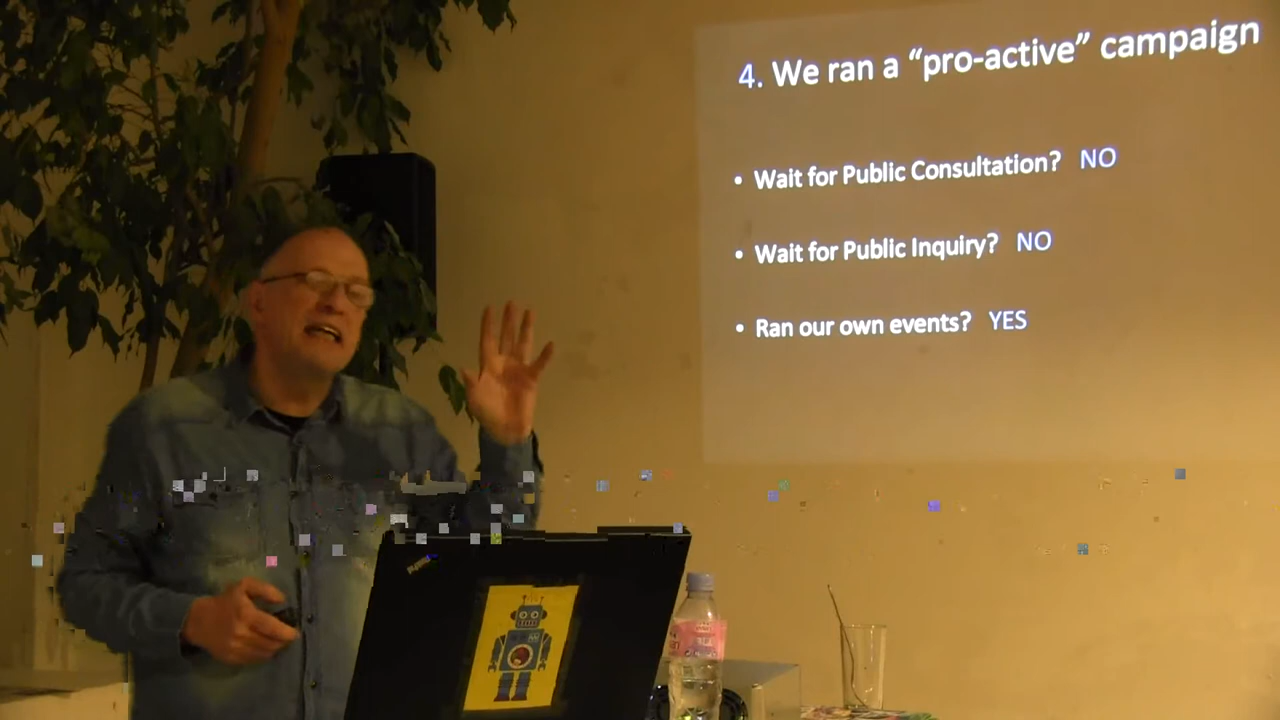 4. We ran a “pro-active” campaign
• Wait for Public Consultation? NO
• Wait for Public Inquiry? NO
• Ran our own events? YES